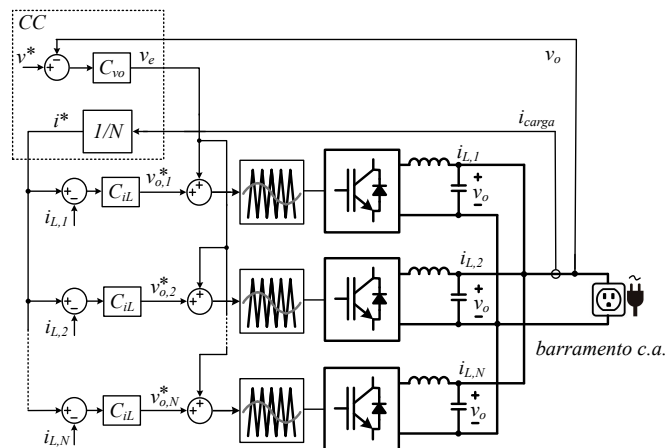 CC
v*
C_vo
v_e
v_o
i*
1/N
i_carga
i_L,1
C_iL
v*_o,1
i_L,1
+ v_o −
i_L,2
C_iL
v*_o,2
i_L,2
+ v_o −
barramento c.a.
i_L,N
C_iL
v*_o,N
i_L,N
+ v_o −